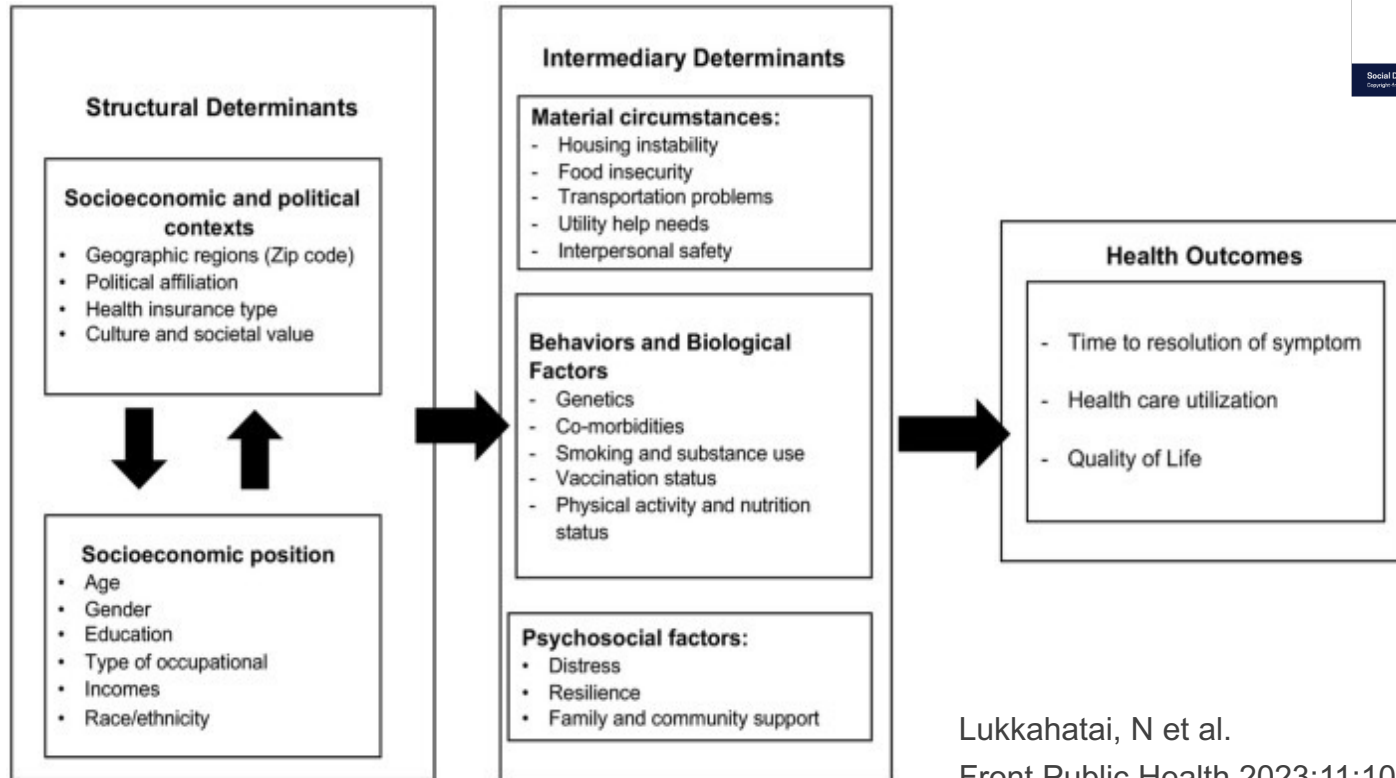 Structural Determinants
Socioeconomic and political
contexts
• Geographic regions (Zip code)
• Political affiliation
• Health insurance type
• Culture and societal value
Socioeconomic position
• Age
• Gender
• Education
• Type of occupational
• Incomes
• Race/ethnicity
Intermediary Determinants
Material circumstances:
- Housing instability
- Food insecurity
- Transportation problems
- Utility help needs
- Interpersonal safety
Behaviors and Biological
Factors
- Genetics
- Co-morbidities
- Smoking and substance use
- Vaccination status
- Physical activity and nutrition
status
Psychosocial factors:
• Distress
• Resilience
• Family and community support
Health Outcomes
- Time to resolution of symptom
- Health care utilization
- Quality of Life
Social D
Lukkahatai, N et al.
Front Public Health 2023:11:10